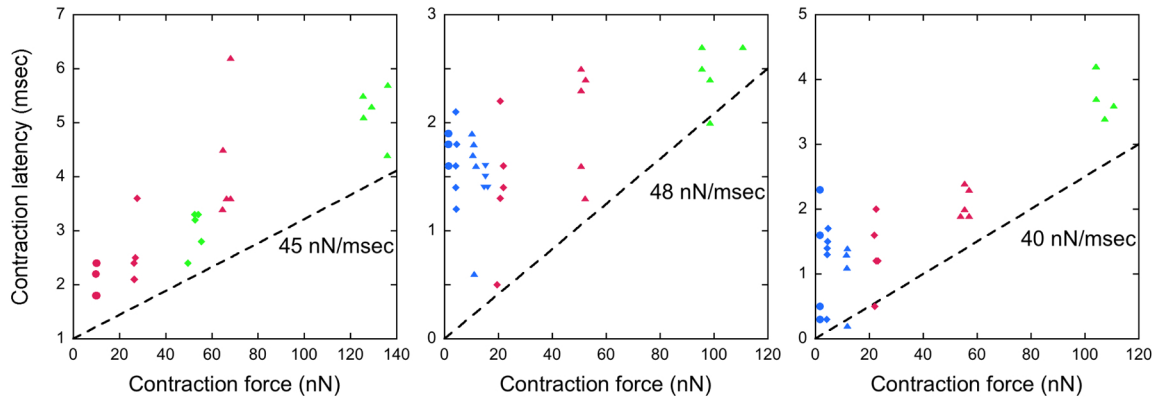 Contraction latency (msec)
7
6
5
4
3
2
1
0 20 40 60 80 100 120 140
45 nN/msec
Contraction force (nN)
3
2
1
0
0 20 40 60 80 100 120
48 nN/msec
Contraction force (nN)
5
4
3
2
1
0
0 20 40 60 80 100 120
40 nN/msec
Contraction force (nN)